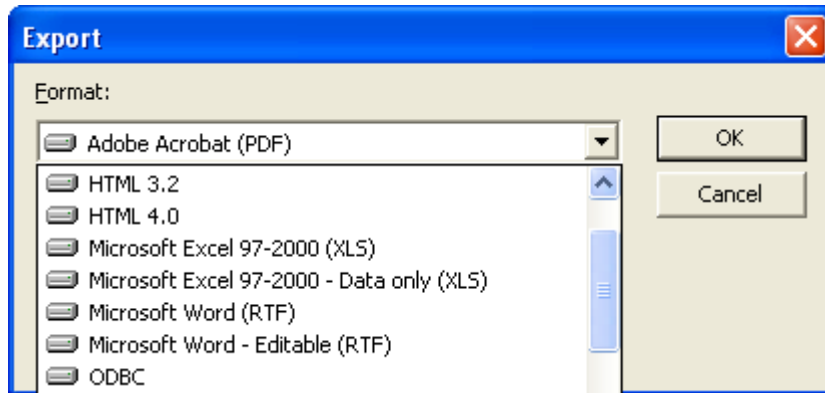 Export
Format:
Adobe Acrobat (PDF)
OK
HTML 3.2
Cancel
HTML 4.0
Microsoft Excel 97-2000 (XLS)
Microsoft Excel 97-2000 - Data only (XLS)
Microsoft Word (RTF)
Microsoft Word - Editable (RTF)
ODBC